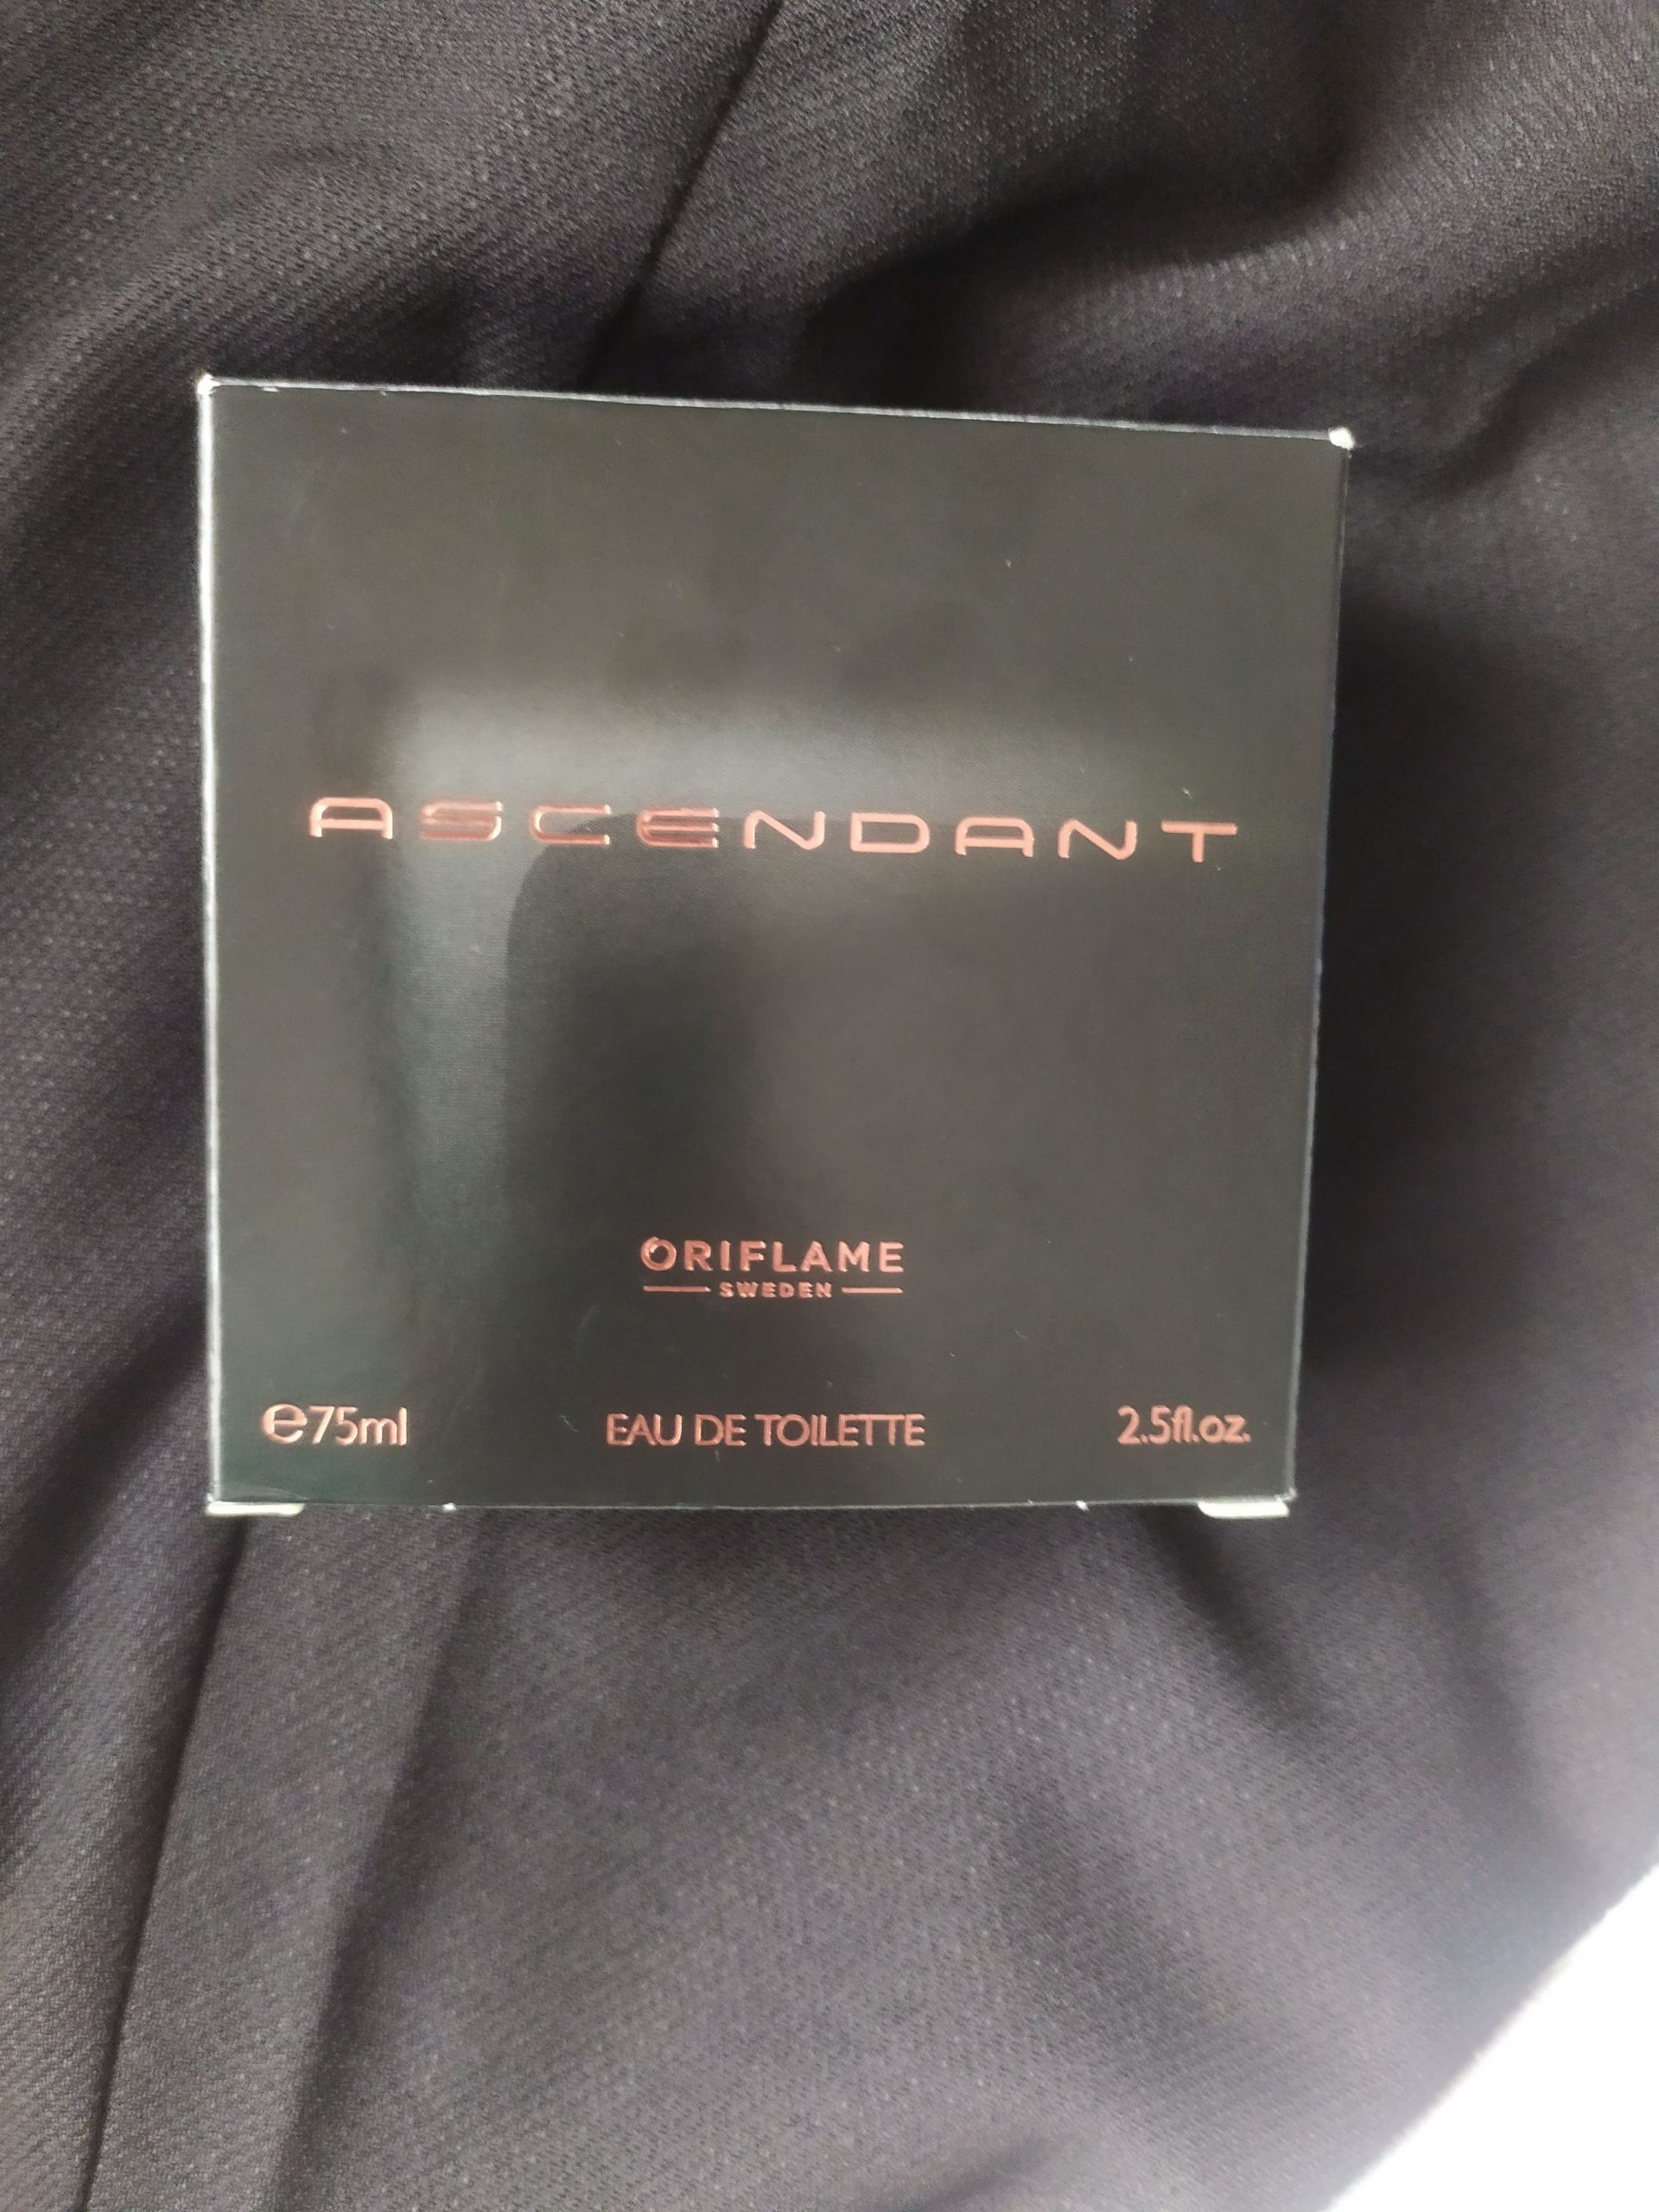 ASCENDANT
ORIFLAME
SWEDEN
℮75ml EAU DE TOILETTE 2.5fl.oz.